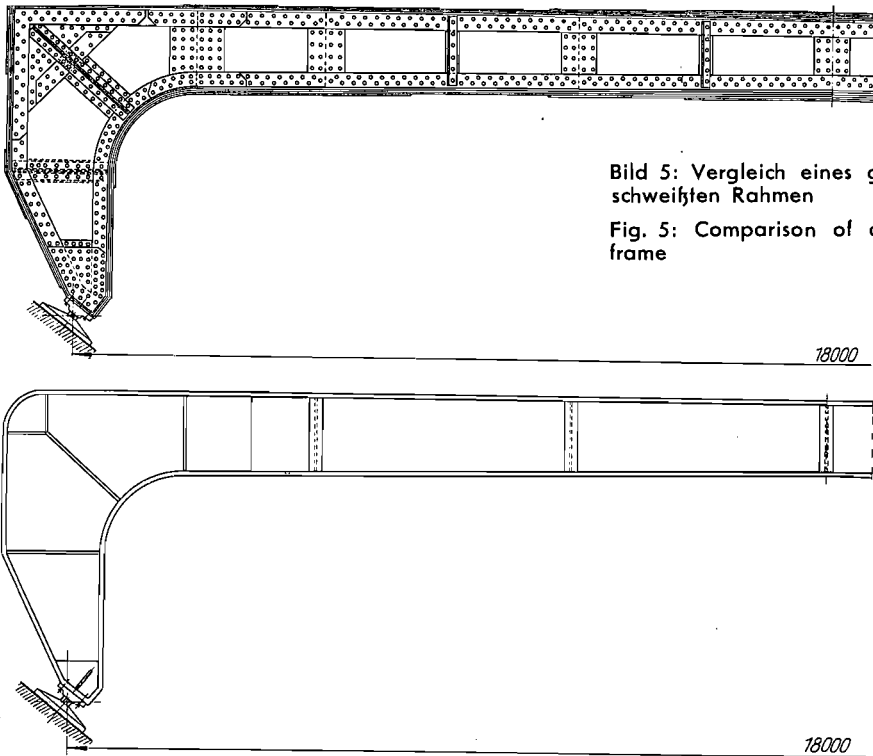 Bild 5: Vergleich eines g
schweißten Rahmen
Fig. 5: Comparison of
frame
18000
18000